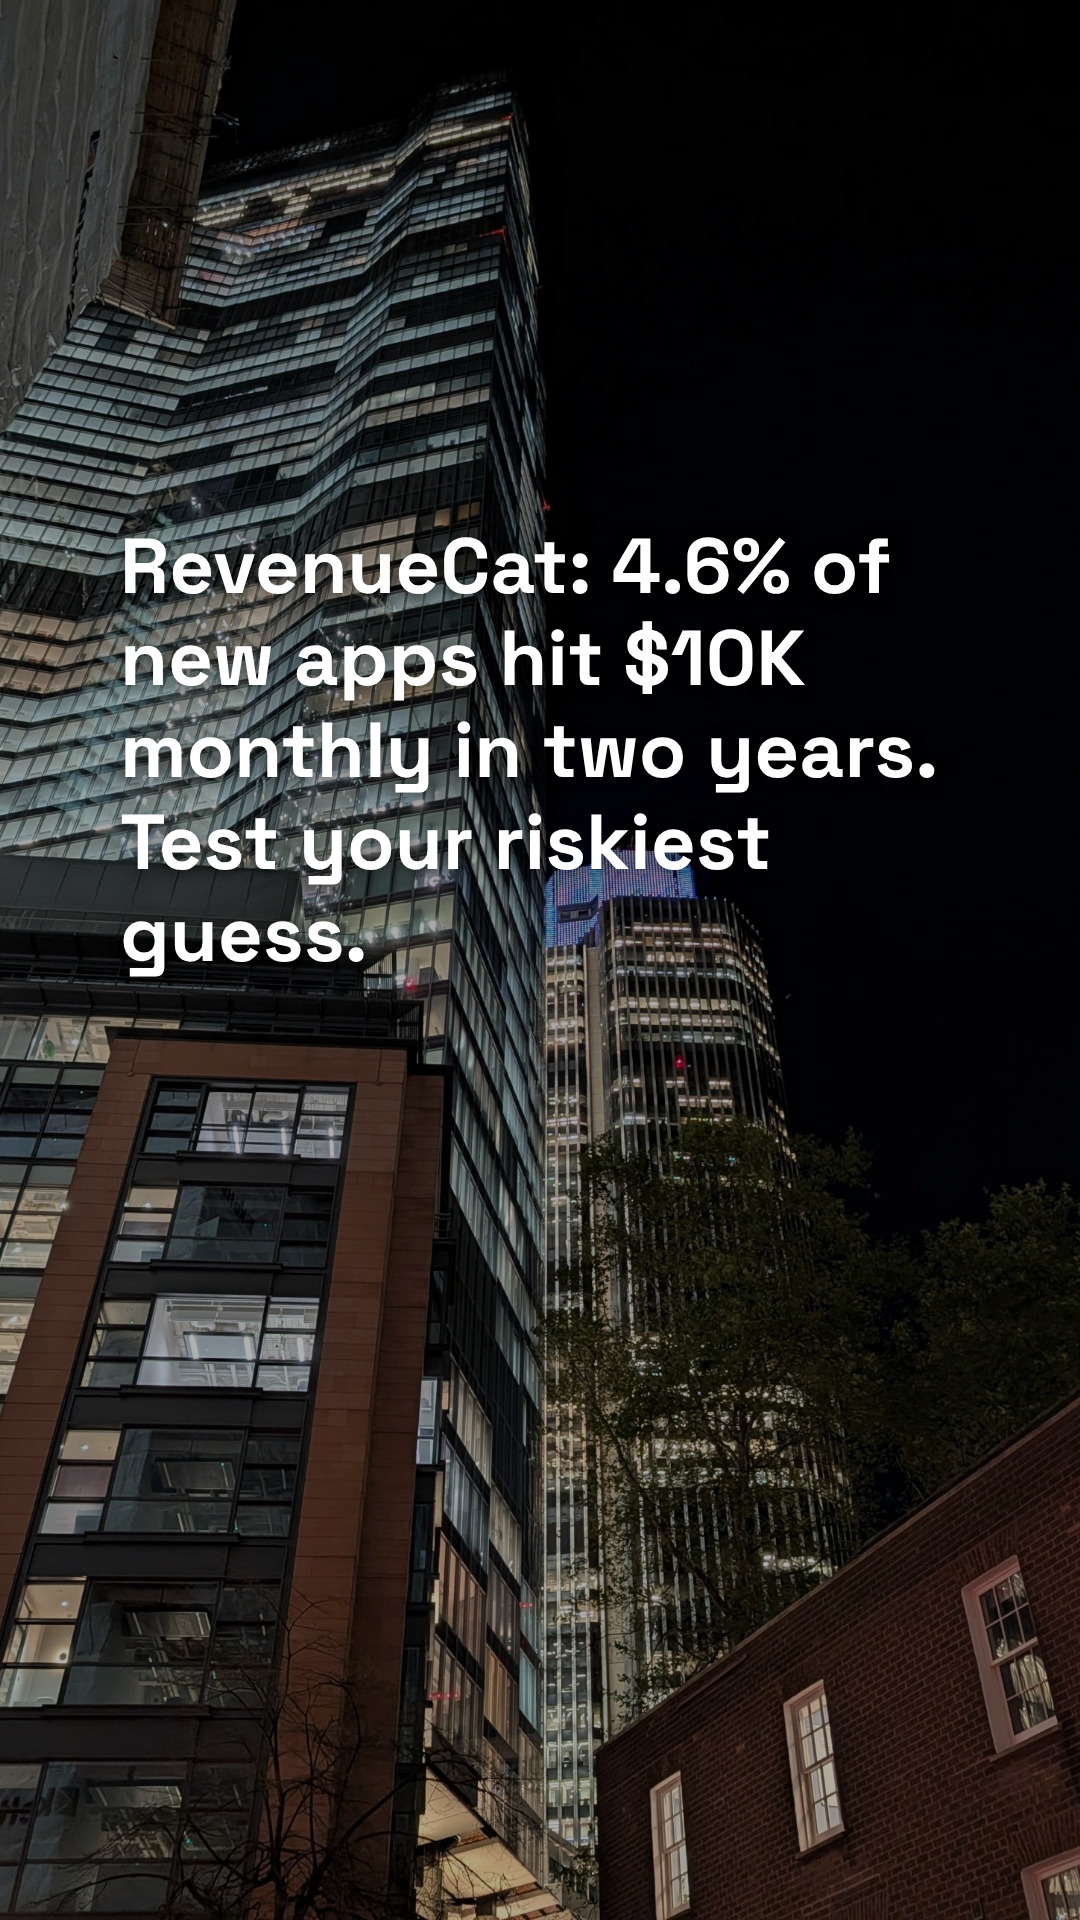 RevenueCat: 4.6% of
new apps hit $10K
monthly in two years.
Test your riskiest
guess.